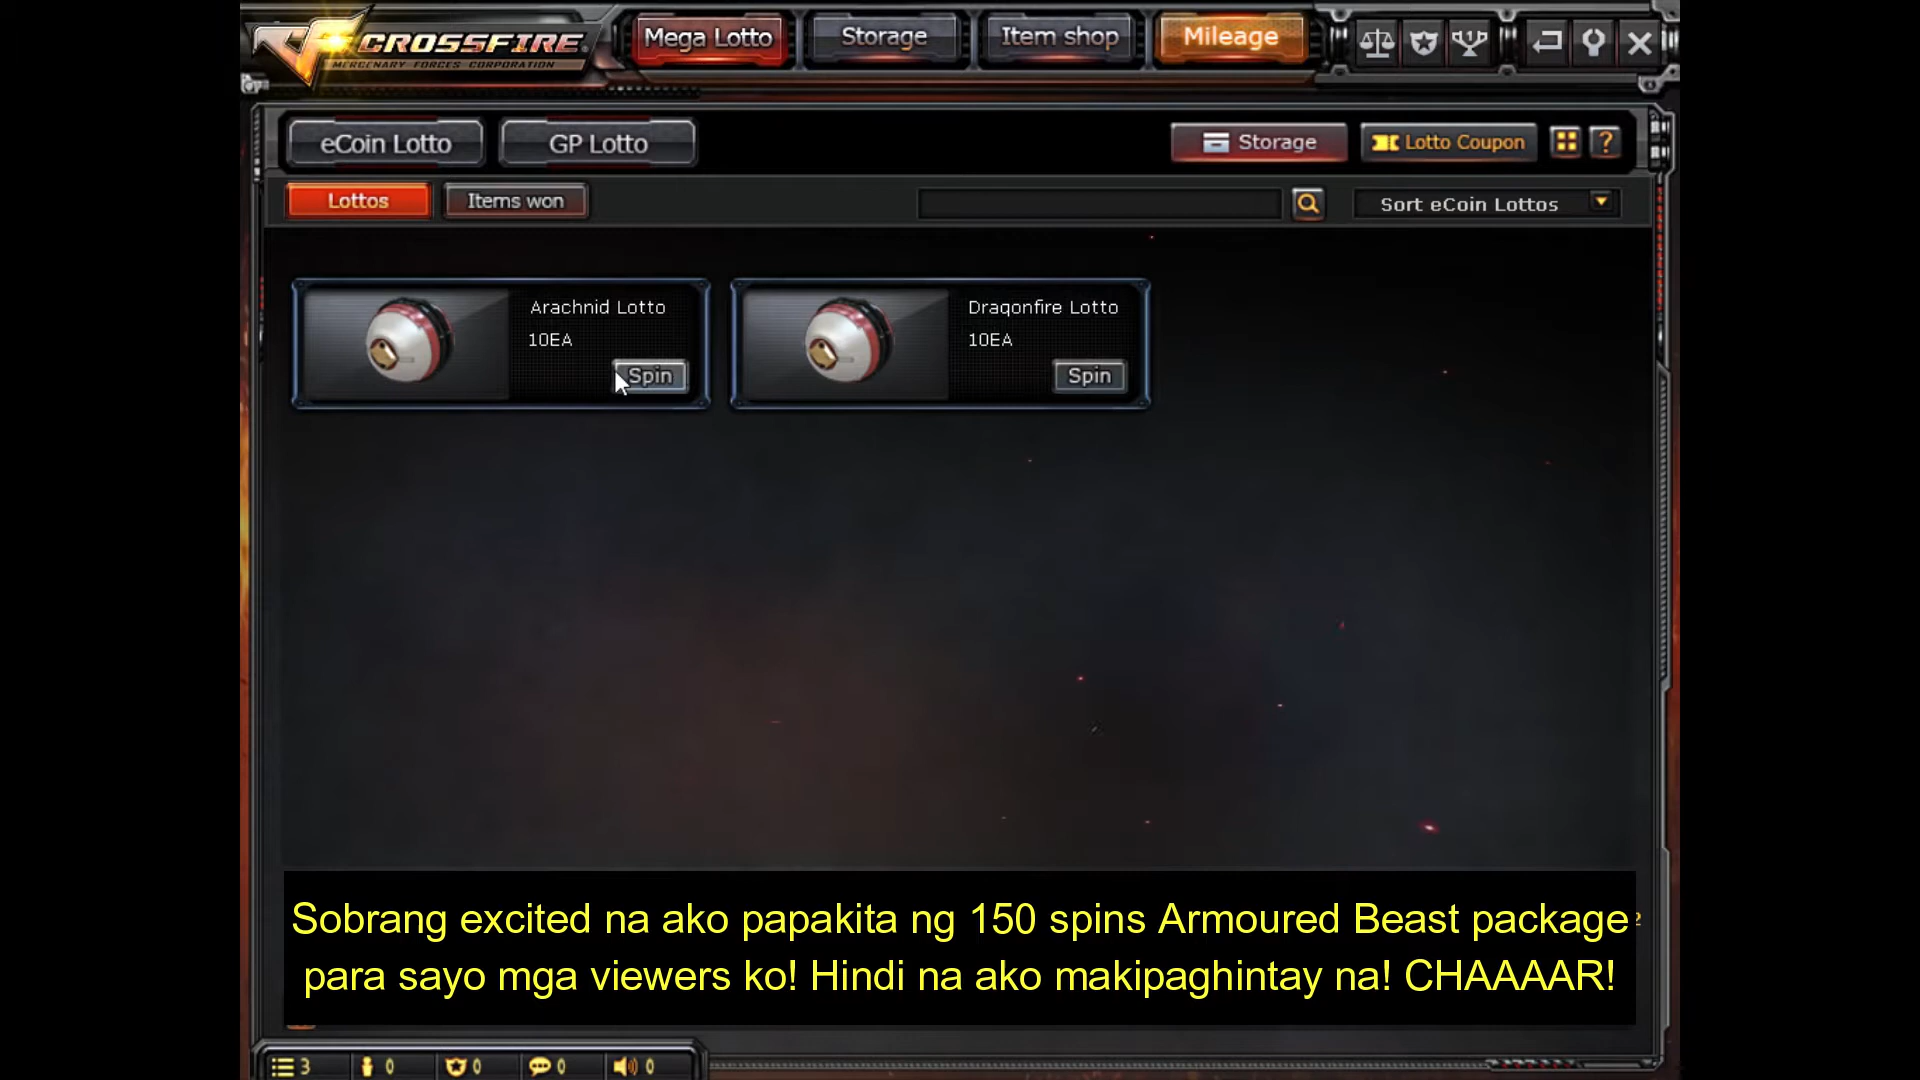 CROSSFIRE
MERCENARY FORCES CORPORATION
Mega Lotto
Storage
Item shop
Mileage
eCoin Lotto
GP Lotto
Storage
Lotto Coupon
?
Lottos
Items won
Sort eCoin Lottos
Arachnid Lotto
10EA
Spin
Dragonfire Lotto
10EA
Spin
Sobrang excited na ako papakita ng 150 spins Armoured Beast package
para sayo mga viewers ko! Hindi na ako makipaghintay na! CHAAAAR!
3
0
0
0
0